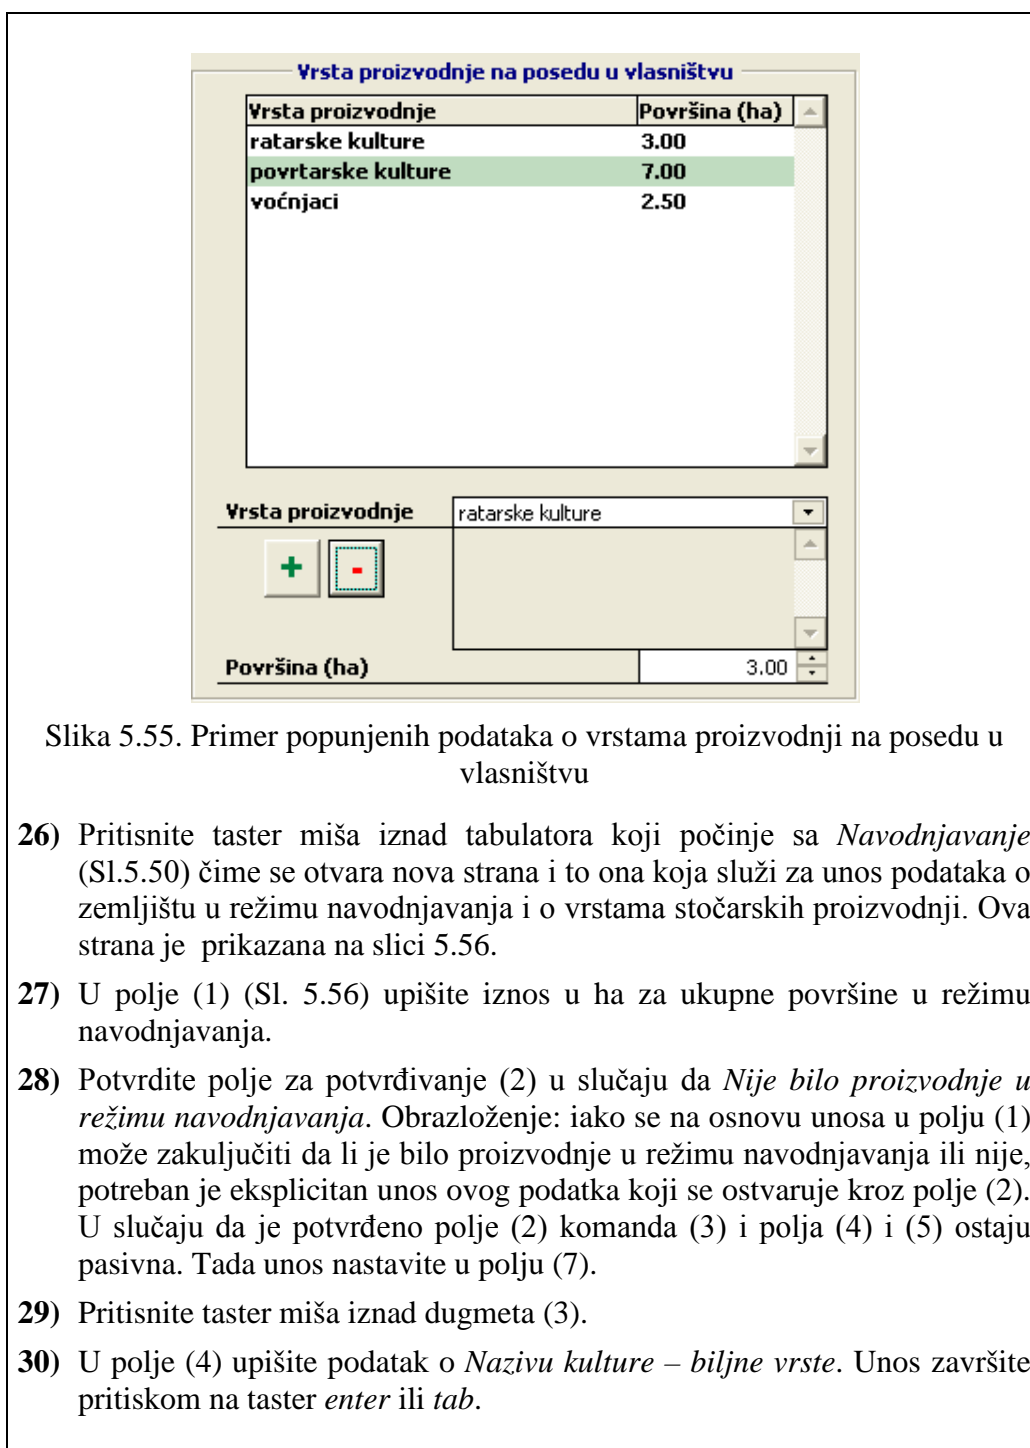 Vrsta proizvodnje na posedu u vlasništvu
Vrsta proizvodnje Površina (ha)
ratarske kulture 3.00
povrtarske kulture 7.00
voćnjaci 2.50
Vrsta proizvodnje ratarske kulture
+ -
Površina (ha) 3.00
Slika 5.55. Primer popunjenih podataka o vrstama proizvodnji na posedu u
vlasništvu
26) Pritisnite taster miša iznad tabulatora koji počinje sa Navodnjavanje
(Sl.5.50) čime se otvara nova strana i to ona koja služi za unos podataka o
zemljištu u režimu navodnjavanja i o vrstama stočarskih proizvodnji. Ova
strana je prikazana na slici 5.56.
27) U polje (1) (Sl. 5.56) upišite iznos u ha za ukupne površine u režimu
navodnjavanja.
28) Potvrdite polje za potvrđivanje (2) u slučaju da Nije bilo proizvodnje u
režimu navodnjavanja. Obrazloženje: iako se na osnovu unosa u polju (1)
može zakuljučiti da li je bilo proizvodnje u režimu navodnjavanja ili nije,
potreban je eksplicitan unos ovog podatka koji se ostvaruje kroz polje (2).
U slučaju da je potvrđeno polje (2) komanda (3) i polja (4) i (5) ostaju
pasivna. Tada unos nastavite u polju (7).
29) Pritisnite taster miša iznad dugmeta (3).
30) U polje (4) upišite podatak o Nazivu kulture – biljne vrste. Unos završite
pritiskom na taster enter ili tab.